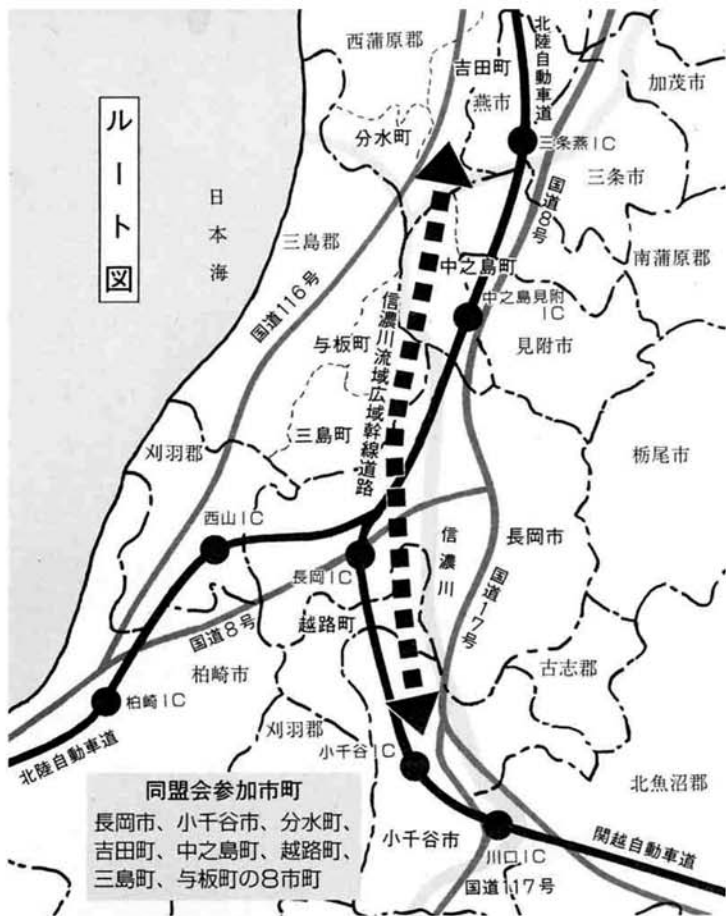 ルート図
日本海
西蒲原郡
吉田町
燕市
北陸自動車道
加茂市
分水町
三条燕IC
三条市
国道8号
三島郡
南蒲原郡
中之島町
国道116号
信濃川流域広域幹線道路
中之島見附
IC
見附市
与板町
三島町
刈羽郡
栃尾市
西山IC
長岡IC
信濃川
長岡市
国道17号
国道8号
越路町
柏崎市
古志郡
柏崎IC
刈羽郡
小千谷IC
北陸自動車道
北魚沼郡
小千谷市
川口IC
関越自動車道
国道117号
同盟会参加市町
長岡市、小千谷市、分水町、
吉田町、中之島町、越路町、
三島町、与板町の8市町